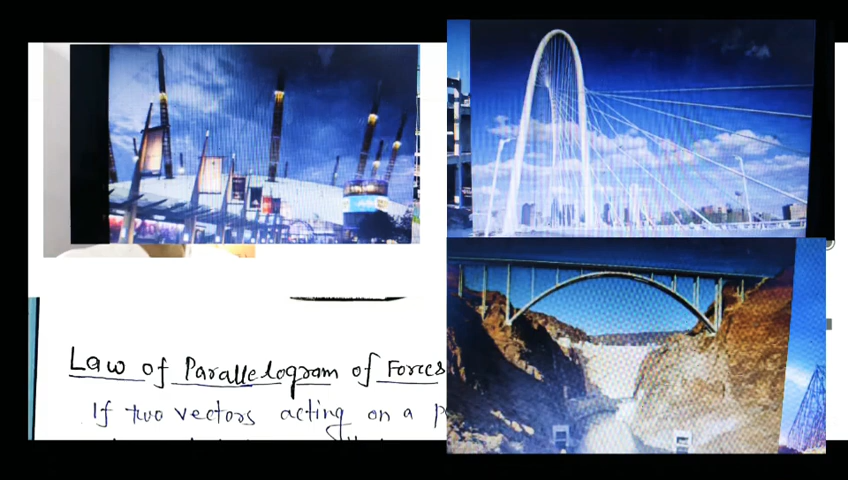 Law of Parallelogram of Forces
If two vectors acting on a